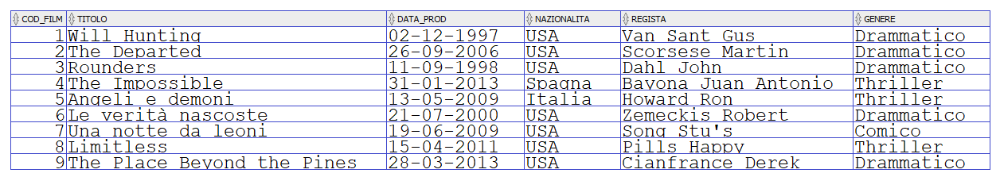 COD_FILM TITOLO DATA_PROD NAZIONALITA REGISTA GENERE
1 Will Hunting 02-12-1997 USA Van Sant Gus Drammatico
2 The Departed 26-09-2006 USA Scorsese Martin Drammatico
3 Rounders 11-09-1998 USA Dahl John Drammatico
4 The Impossible 31-01-2013 Spagna Bayona Juan Antonio Thriller
5 Angeli e demoni 13-05-2009 Italia Howard Ron Thriller
6 Le verità nascoste 21-07-2000 USA Zemeckis Robert Drammatico
7 Una notte da leoni 19-06-2009 USA Song Stu's Comico
8 Limitless 15-04-2011 USA Pills Happy Thriller
9 The Place Beyond the Pines 28-03-2013 USA Cianfrance Derek Drammatico